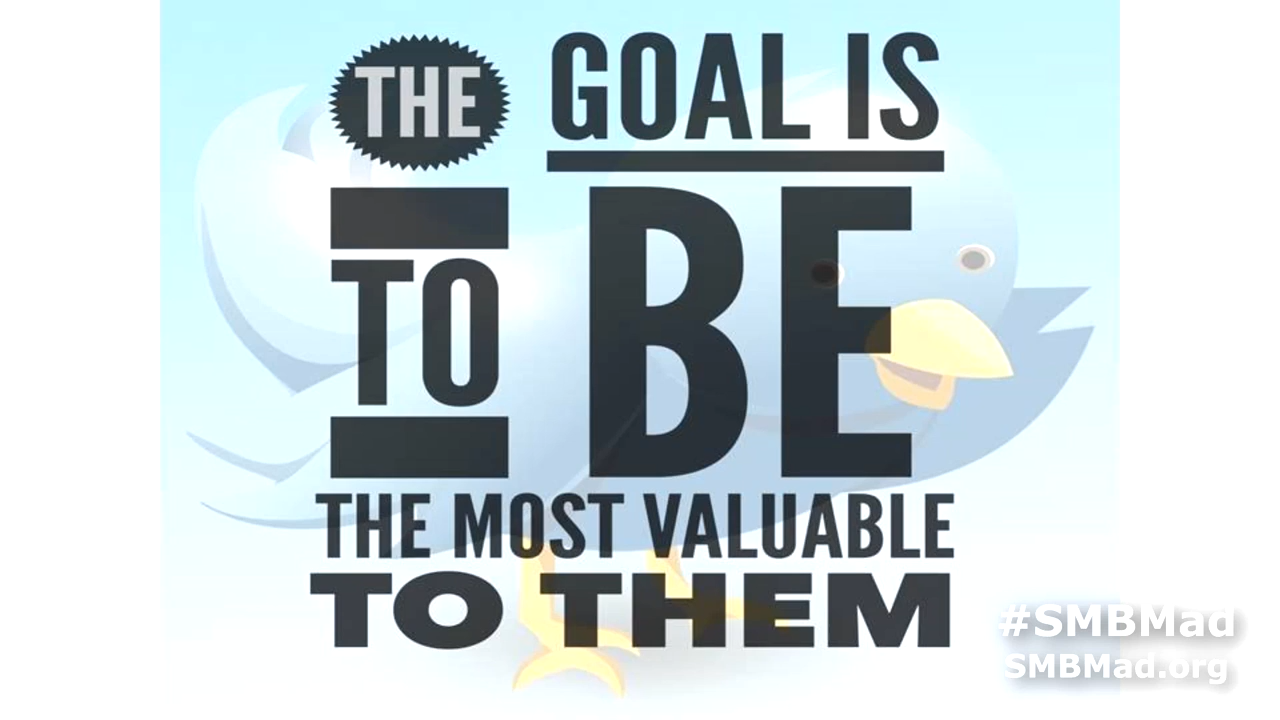 THE GOAL IS
TO BE
THE MOST VALUABLE
TO THEM
#SMBMad
SMBMad.org